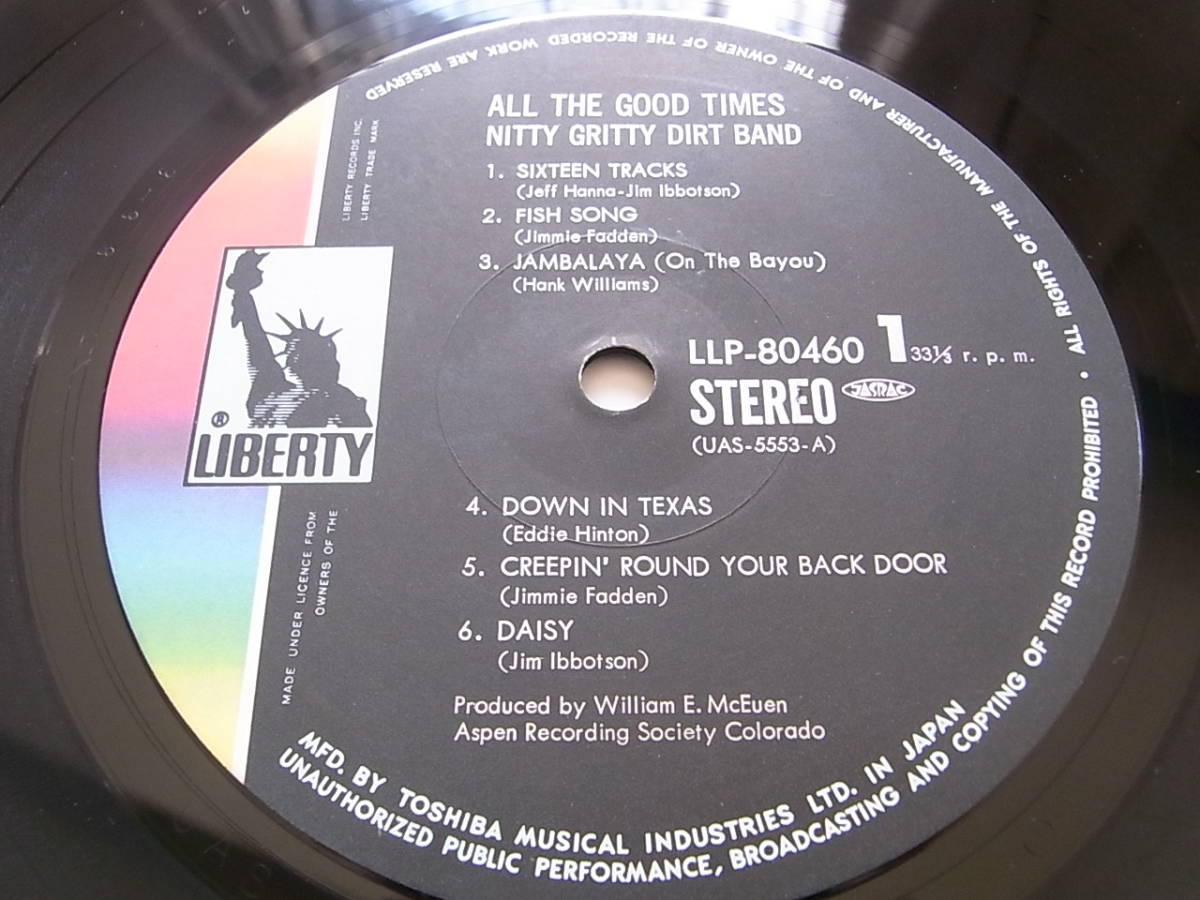 ALL THE GOOD TIMES
NITTY GRITTY DIRT BAND
1. SIXTEEN TRACKS
(Jeff Hanna-Jim Ibbotson)
2. FISH SONG
(Jimmie Fadden)
3. JAMBALAYA (On The Bayou)
(Hank Williams)
LLP-80460 1 33⅓ r. p. m.
STEREO JASRAC
(UAS-5553-A)
4. DOWN IN TEXAS
(Eddie Hinton)
5. CREEPIN' ROUND YOUR BACK DOOR
(Jimmie Fadden)
6. DAISY
(Jim Ibbotson)
Produced by William E. McEuen
Aspen Recording Society Colorado
LIBERTY RECORDS INC.
LIBERTY TRADE MARK
®
LIBERTY
MADE UNDER LICENCE FROM
OWNERS OF THE
MFD. BY TOSHIBA MUSICAL INDUSTRIES LTD. IN JAPAN
ALL RIGHTS OF THE MANUFACTURER AND OF THE OWNER OF THE RECORDED WORK ARE RESERVED
UNAUTHORIZED PUBLIC PERFORMANCE, BROADCASTING AND COPYING OF THIS RECORD PROHIBITED •